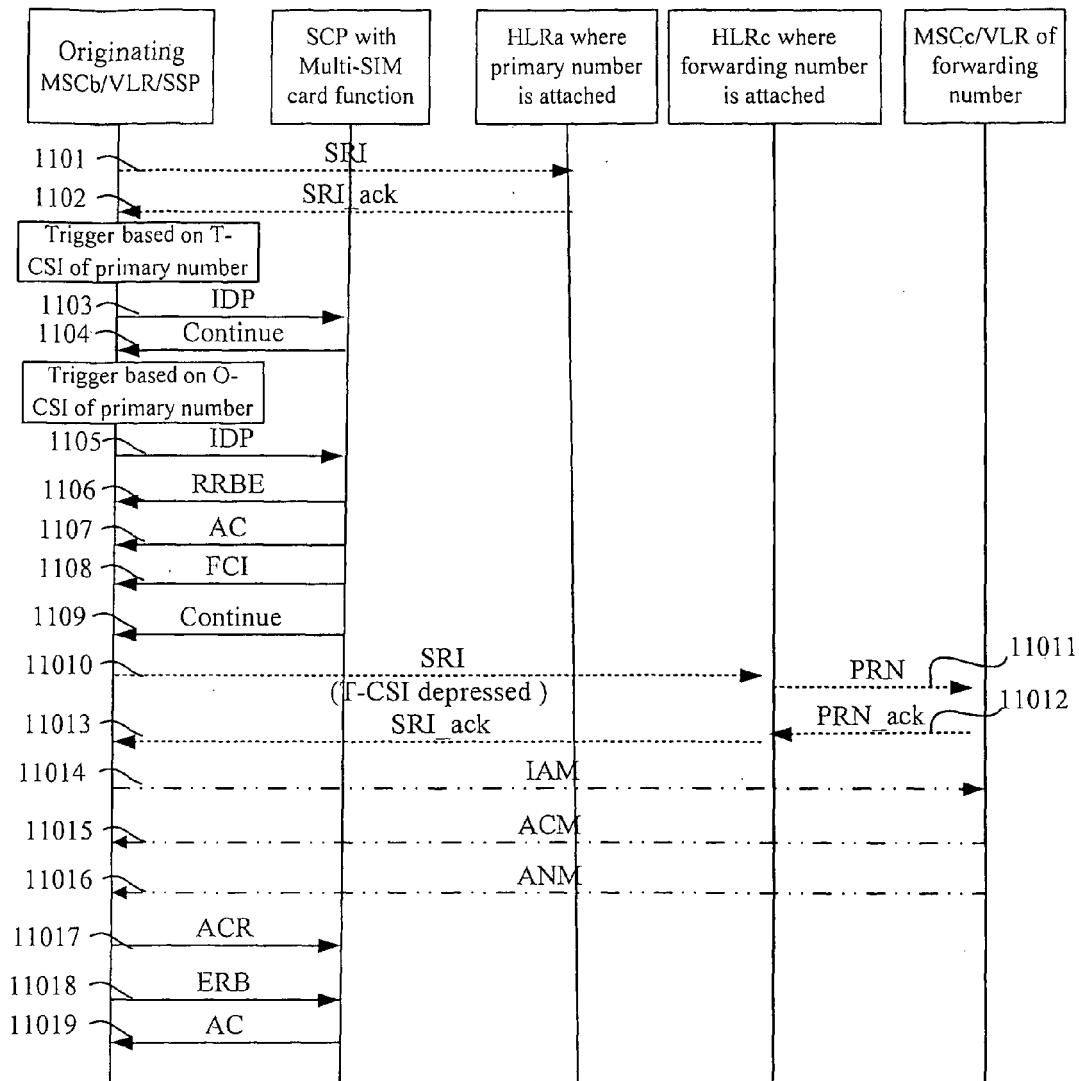 Originating
MSCb/VLR/SSP
SCP with
Multi-SIM
card function
HLRa where
primary number
is attached
HLRc where
forwarding number
is attached
MSCc/VLR of
forwarding
number
1101
SRI
1102
SRI_ack
Trigger based on T-
CSI of primary number
1103
IDP
1104
Continue
Trigger based on O-
CSI of primary number
1105
IDP
1106
RRBE
1107
AC
1108
FCI
1109
Continue
11010
SRI
(T-CSI depressed )
PRN
11011
11012
PRN_ack
11013
SRI_ack
11014
IAM
11015
ACM
11016
ANM
11017
ACR
11018
ERB
11019
AC